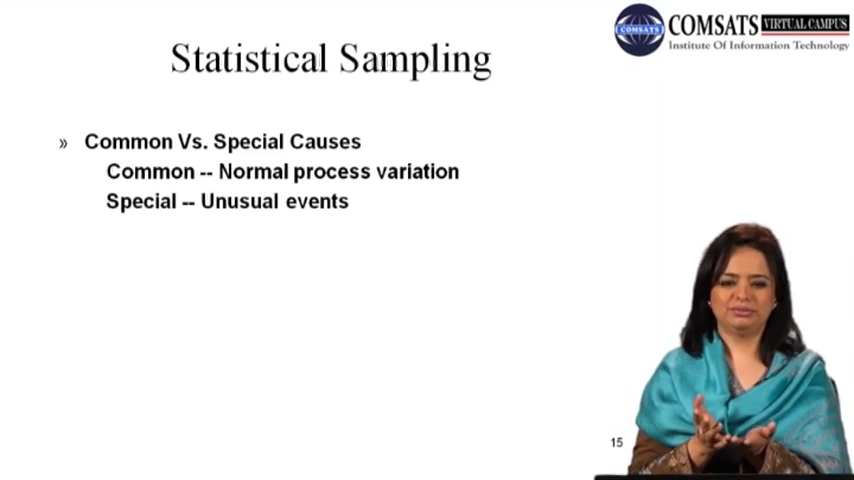 COMSATS VIRTUAL CAMPUS
Institute Of Information Technology
COMSATS
Statistical Sampling
» Common Vs. Special Causes
Common -- Normal process variation
Special -- Unusual events
15